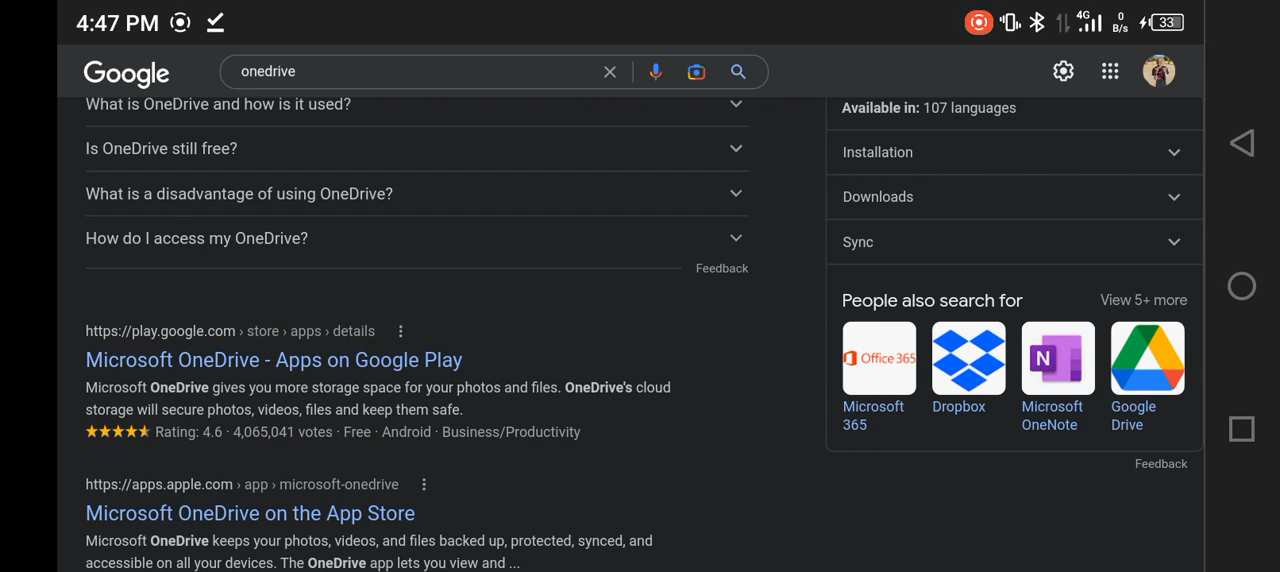 4:47 PM
4G
0
B/s
33
Google
onedrive
What is OneDrive and how is it used?
Is OneDrive still free?
What is a disadvantage of using OneDrive?
How do I access my OneDrive?
Feedback
https://play.google.com › store › apps › details
Microsoft OneDrive - Apps on Google Play
Microsoft OneDrive gives you more storage space for your photos and files. OneDrive's cloud
storage will secure photos, videos, files and keep them safe.
Rating: 4.6 · 4,065,041 votes · Free · Android · Business/Productivity
https://apps.apple.com › app › microsoft-onedrive
Microsoft OneDrive on the App Store
Microsoft OneDrive keeps your photos, videos, and files backed up, protected, synced, and
accessible on all your devices. The OneDrive app lets you view and ...
Available in: 107 languages
Installation
Downloads
Sync
People also search for
View 5+ more
Office 365
N
Microsoft
365
Dropbox
Microsoft
OneNote
Google
Drive
Feedback